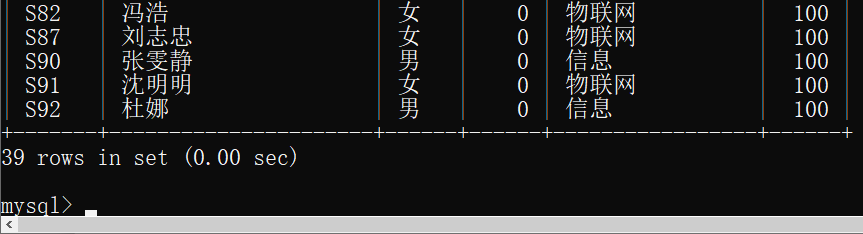 | S82 | 冯浩 | 女 | 0 | 物联网 | 100 |
| S87 | 刘志忠 | 女 | 0 | 物联网 | 100 |
| S90 | 张雯静 | 男 | 0 | 信息 | 100 |
| S91 | 沈明明 | 女 | 0 | 物联网 | 100 |
| S92 | 杜娜 | 男 | 0 | 信息 | 100 |
+-------+----------------------+------+------+----------------+------+
39 rows in set (0.00 sec)
mysql> _